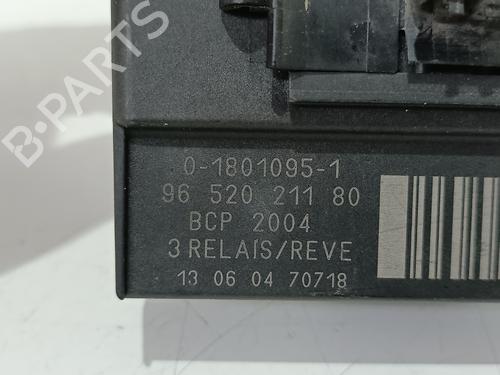 B-PARTS
0-1801095-1
96 520 211 80
BCP 2004
3 RELAIS/REVE
13 06 04 70718